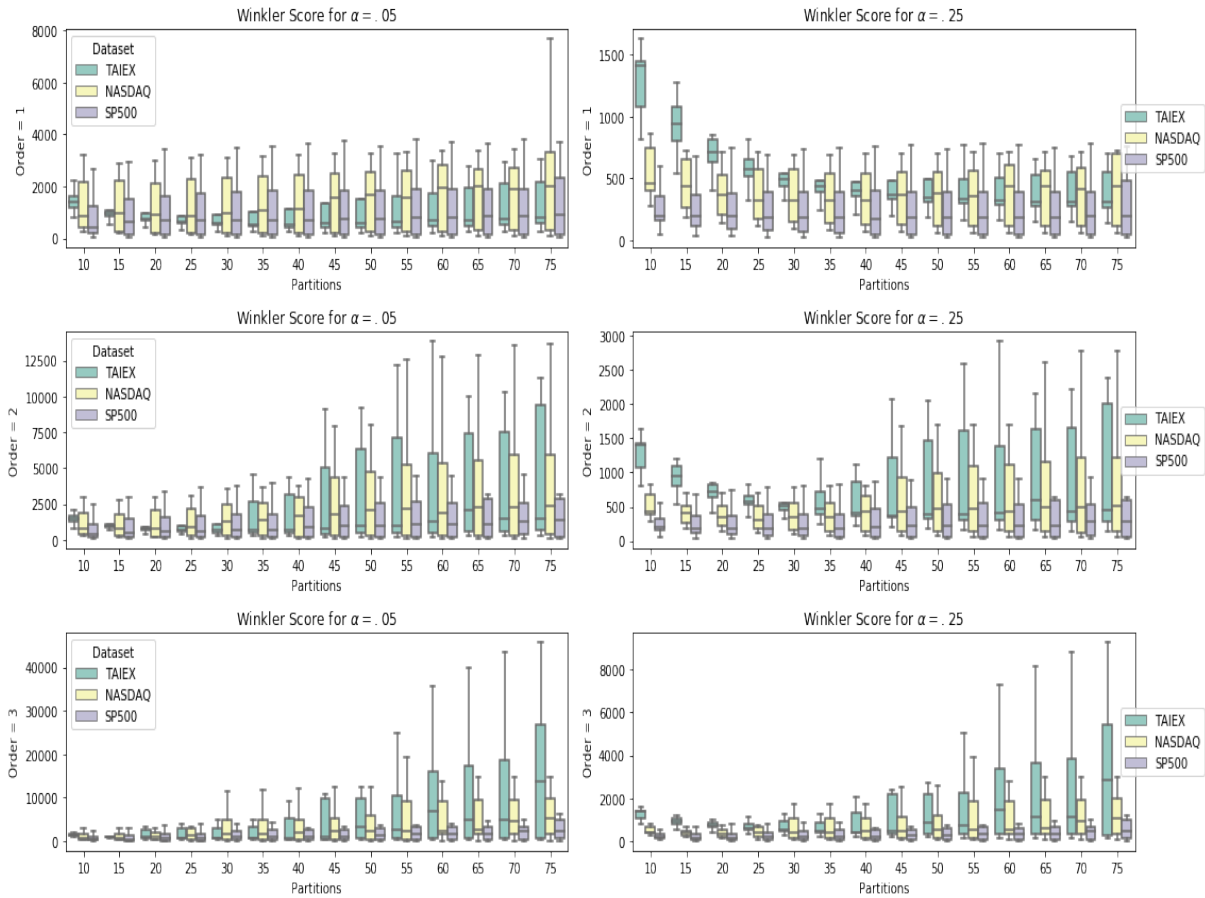 Winkler Score for α = . 05
8000
6000
4000
2000
0
Order = 1
Dataset
TAIEX
NASDAQ
SP500
10 15 20 25 30 35 40 45 50 55 60 65 70 75
Partitions
Winkler Score for α = . 25
1500
1000
500
0
Order = 1
TAIEX
NASDAQ
SP500
10 15 20 25 30 35 40 45 50 55 60 65 70 75
Partitions
Winkler Score for α = . 05
12500
10000
7500
5000
2500
0
Order = 2
Dataset
TAIEX
NASDAQ
SP500
10 15 20 25 30 35 40 45 50 55 60 65 70 75
Partitions
Winkler Score for α = . 25
3000
2500
2000
1500
1000
500
0
Order = 2
TAIEX
NASDAQ
SP500
10 15 20 25 30 35 40 45 50 55 60 65 70 75
Partitions
Winkler Score for α = . 05
40000
30000
20000
10000
0
Order = 3
Dataset
TAIEX
NASDAQ
SP500
10 15 20 25 30 35 40 45 50 55 60 65 70 75
Partitions
Winkler Score for α = . 25
8000
6000
4000
2000
0
Order = 3
TAIEX
NASDAQ
SP500
10 15 20 25 30 35 40 45 50 55 60 65 70 75
Partitions